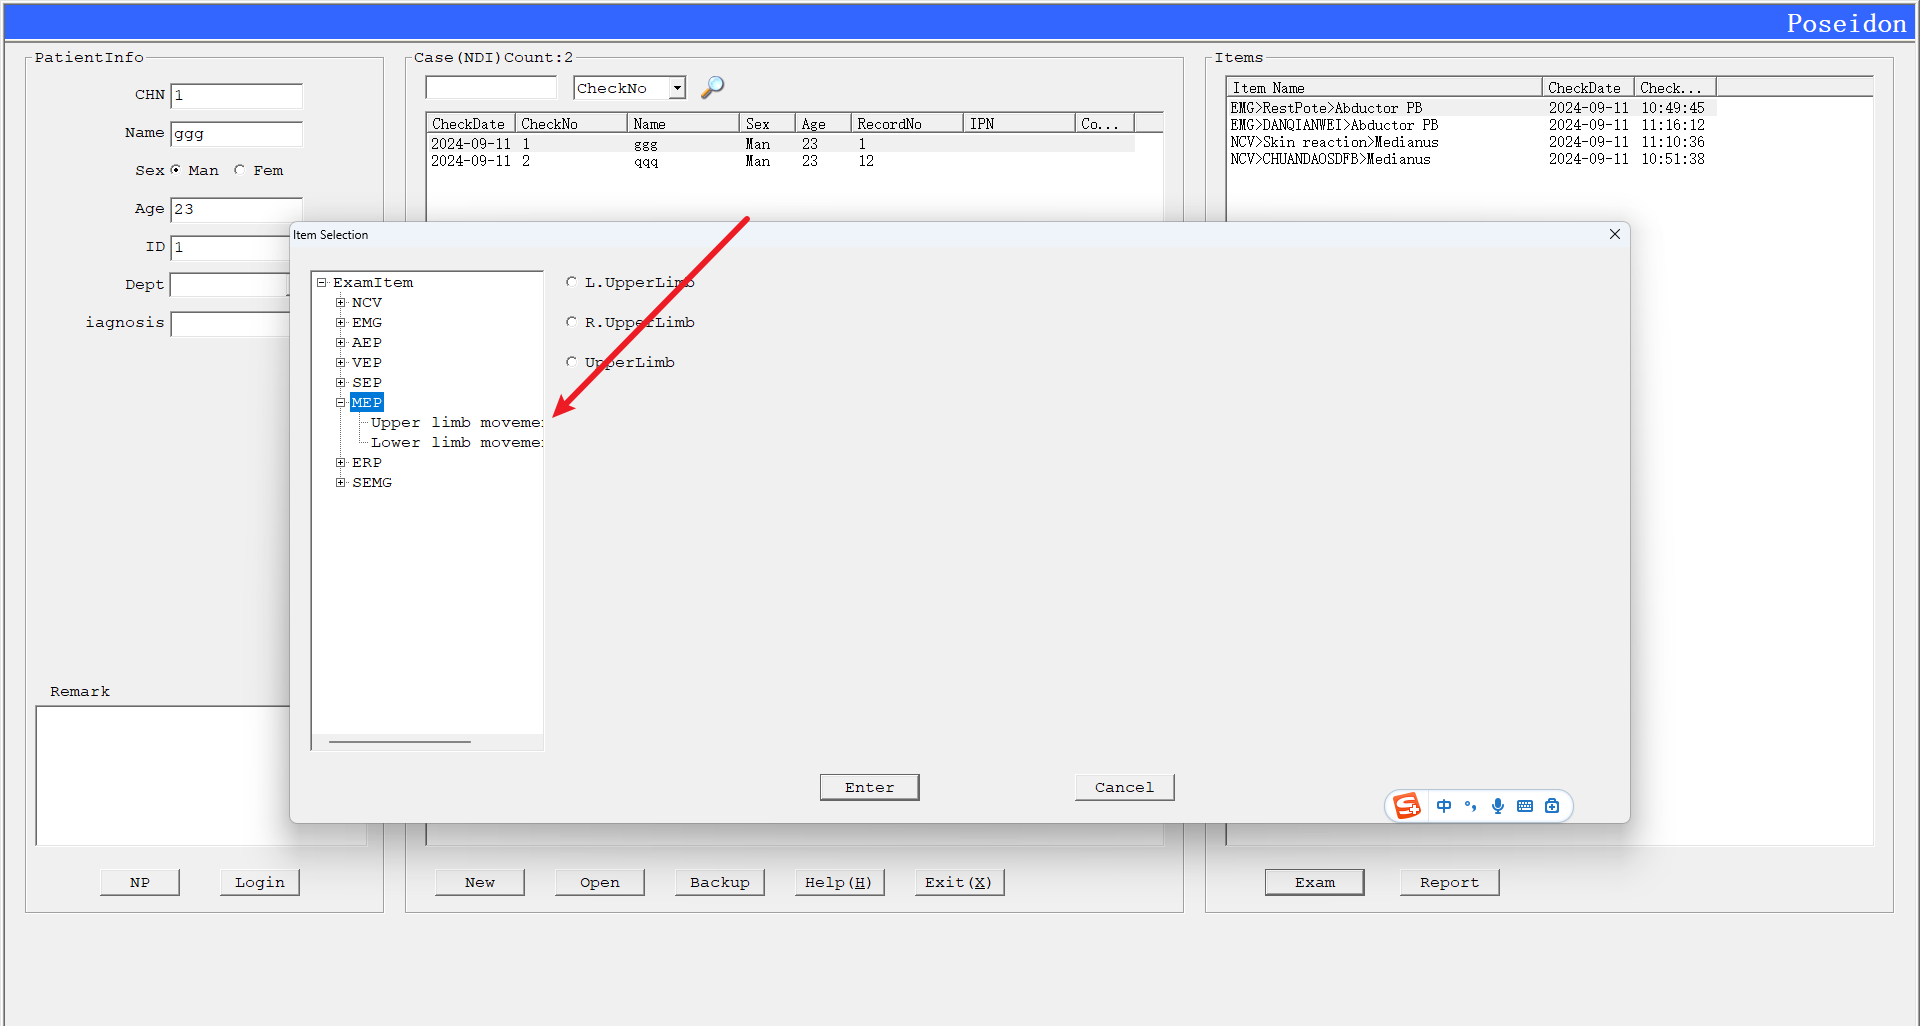 Poseidon
PatientInfo
CHN 1
Name ggg
Sex Man Fem
Age 23
ID 1
Dept
iagnosis
Remark
NP Login
Case(NDI)Count:2
CheckNo
CheckDate CheckNo Name Sex Age RecordNo IPN Co...
2024-09-11 1 ggg Man 23 1
2024-09-11 2 qqq Man 23 12
New Open Backup Help(H) Exit(X)
Items
Item Name CheckDate Check...
EMG>RestPote>Abductor PB 2024-09-11 10:49:45
EMG>DANQIANWEI>Abductor PB 2024-09-11 11:16:12
NCV>Skin reaction>Medianus 2024-09-11 11:10:36
NCV>CHUANDAOSDFB>Medianus 2024-09-11 10:51:38
Exam Report
Item Selection
ExamItem
NCV
EMG
AEP
VEP
SEP
MEP
Upper limb movemen
Lower limb movemen
ERP
SEMG
L.UpperLimb
R.UpperLimb
UpperLimb
Enter Cancel
中